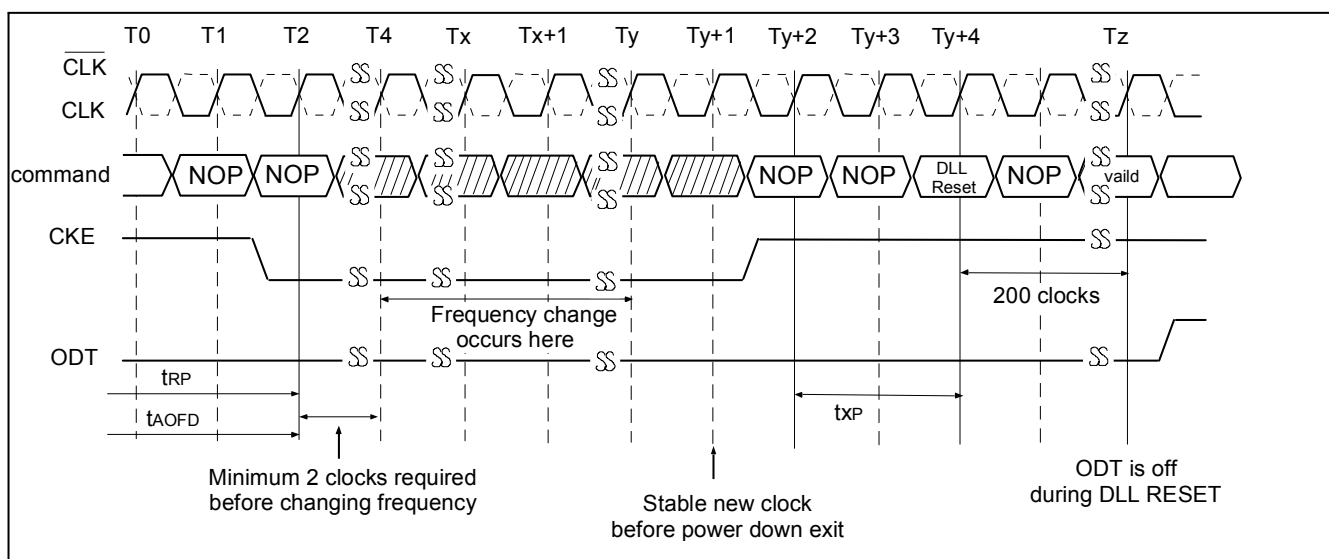 T0 T1 T2 T4 Tx Tx+1 Ty Ty+1 Ty+2 Ty+3 Ty+4 Tz
CLK
CLK
command NOP NOP NOP NOP DLL Reset NOP vaild
CKE
200 clocks
Frequency change
occurs here
ODT
tRP
txP
tAOFD
Minimum 2 clocks required
before changing frequency
Stable new clock
before power down exit
ODT is off
during DLL RESET